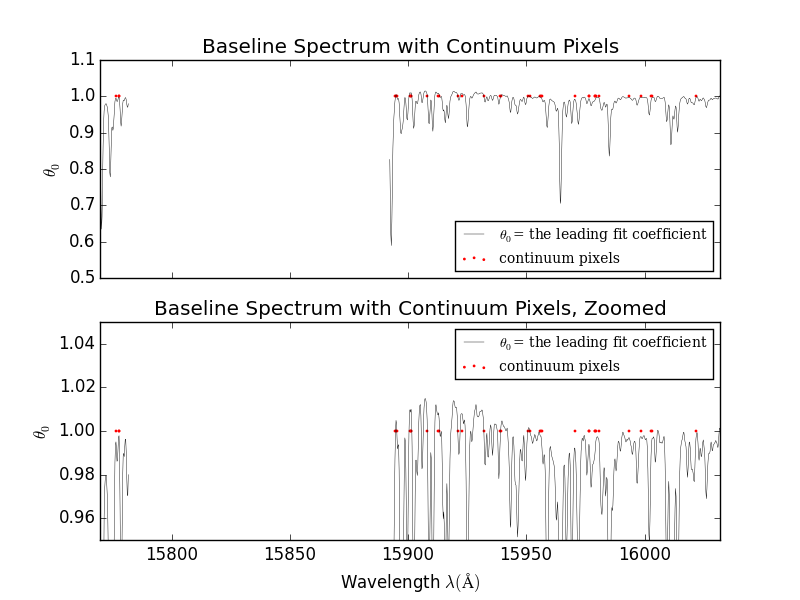 Baseline Spectrum with Continuum Pixels
1.1
1.0
0.9
0.8
0.7
0.6
0.5
θ₀
θ₀ = the leading fit coefficient
continuum pixels
Baseline Spectrum with Continuum Pixels, Zoomed
1.04
1.02
1.00
0.98
0.96
θ₀
θ₀ = the leading fit coefficient
continuum pixels
15800 15850 15900 15950 16000
Wavelength λ(Å)